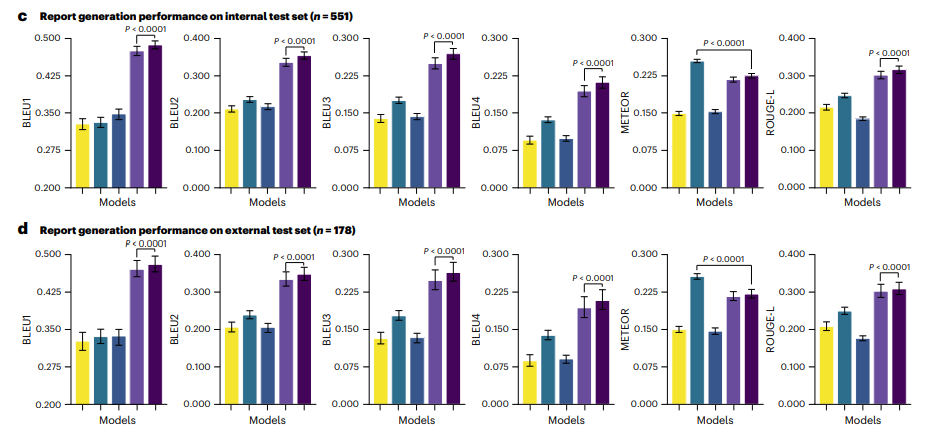 c Report generation performance on internal test set (n = 551)
P < 0.0001 P < 0.0001 P < 0.0001 P < 0.0001 P < 0.0001 P < 0.0001
BLEU1
0.500
0.425
0.350
0.275
0.200
Models
BLEU2
0.400
0.300
0.200
0.100
0.000
Models
BLEU3
0.300
0.225
0.150
0.075
0.000
Models
BLEU4
0.300
0.225
0.150
0.075
0.000
Models
METEOR
0.300
0.225
0.150
0.075
0.000
Models
ROUGE-L
0.400
0.300
0.200
0.100
0.000
Models
d Report generation performance on external test set (n = 178)
P < 0.0001 P < 0.0001 P < 0.0001 P < 0.0001 P < 0.0001 P < 0.0001
BLEU1
0.500
0.425
0.350
0.275
0.200
Models
BLEU2
0.400
0.300
0.200
0.100
0.000
Models
BLEU3
0.300
0.225
0.150
0.075
0.000
Models
BLEU4
0.300
0.225
0.150
0.075
0.000
Models
METEOR
0.300
0.225
0.150
0.075
0.000
Models
ROUGE-L
0.400
0.300
0.200
0.100
0.000
Models